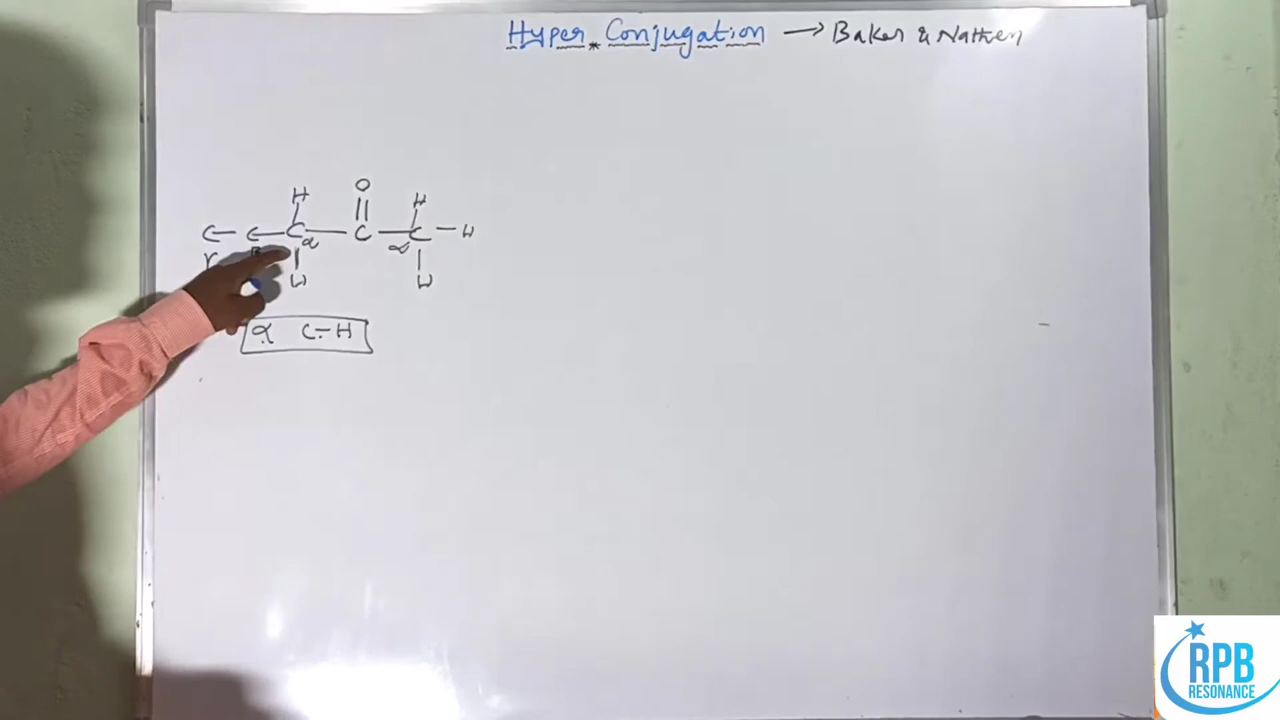 Hyper Conjugation → Baker & Nathen
O
H H
C – C – C – C – C – H
γ α α
H H
α C – H
RPB
RESONANCE